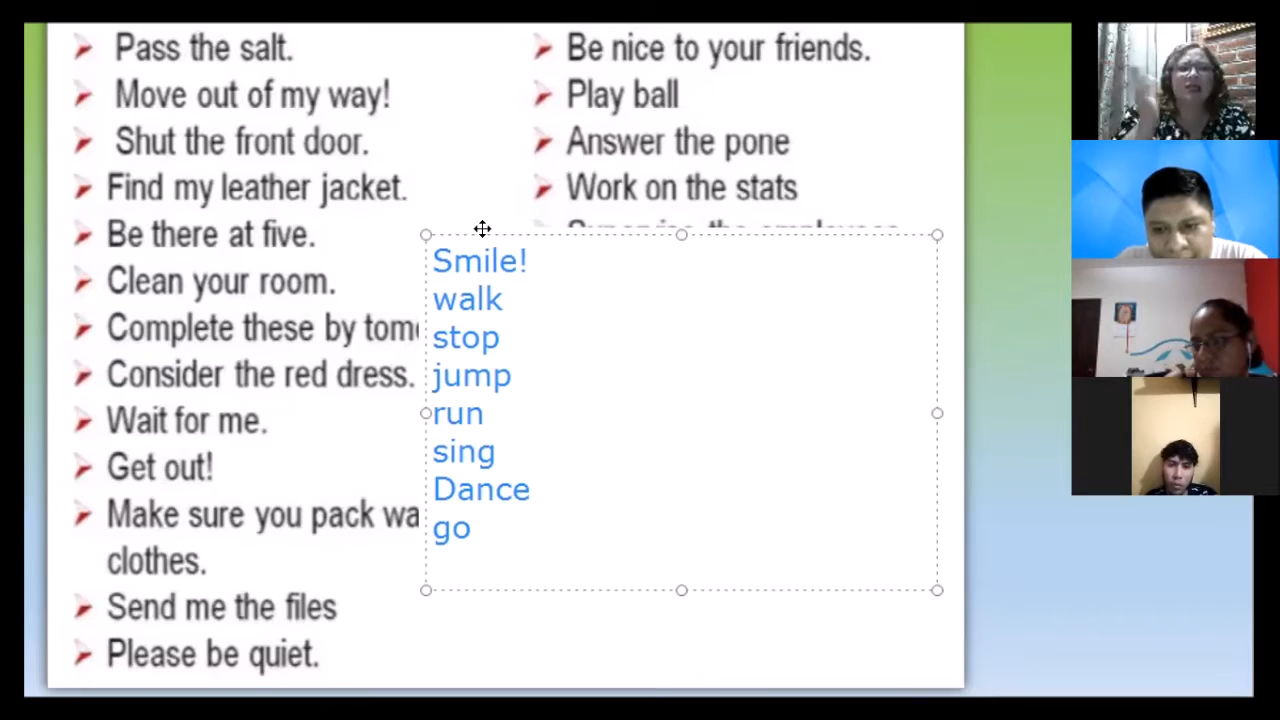 Pass the salt.
Move out of my way!
Shut the front door.
Find my leather jacket.
Be there at five.
Clean your room.
Complete these by
Consider the red dress.
Wait for me.
Get out!
Make sure you pack
clothes.
Send me the files
Please be quiet.
Be nice to your friends.
Play ball
Answer the pone
Work on the stats
Smile!
walk
stop
jump
run
sing
Dance
go